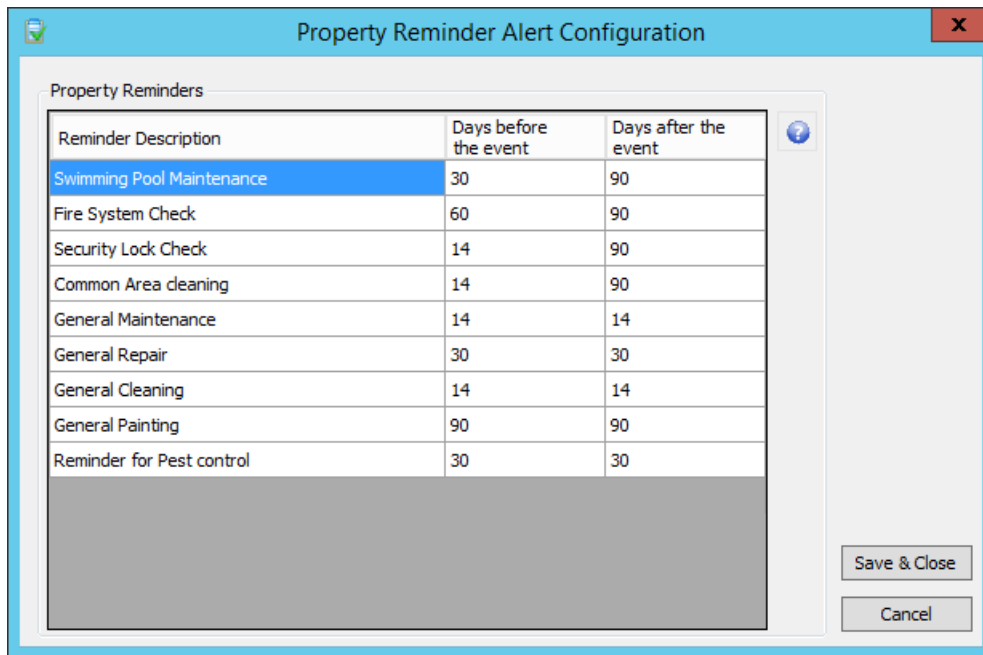 Property Reminder Alert Configuration
x
Property Reminders
Reminder Description
Days before
the event
Days after the
event
?
Swimming Pool Maintenance 30 90
Fire System Check 60 90
Security Lock Check 14 90
Common Area cleaning 14 90
General Maintenance 14 14
General Repair 30 30
General Cleaning 14 14
General Painting 90 90
Reminder for Pest control 30 30
Save & Close
Cancel